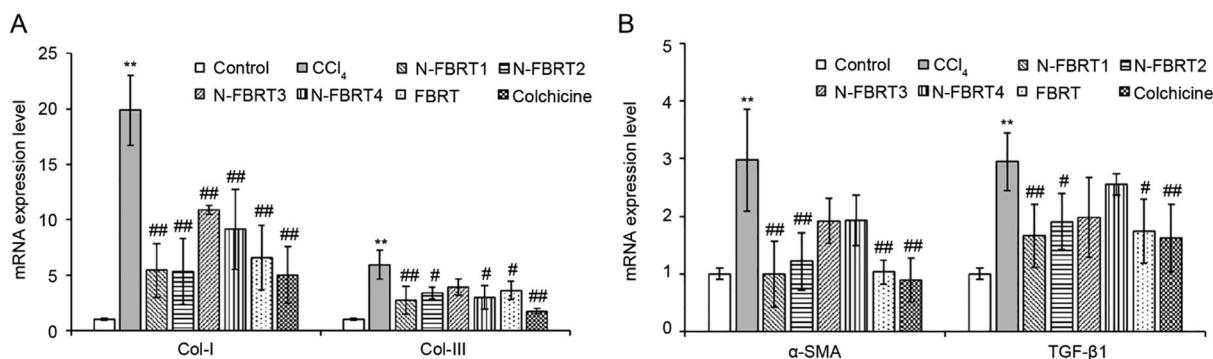 A
mRNA expression level
25
20
15
10
5
0
Control CCl4 N-FBRT1 N-FBRT2
N-FBRT3 N-FBRT4 FBRT Colchicine
** ## ## ## ## ## ##
** ## # # # ##
Col-I Col-III
B
mRNA expression level
5
4
3
2
1
0
Control CCl4 N-FBRT1 N-FBRT2
N-FBRT3 N-FBRT4 FBRT Colchicine
** ## ## ## ##
** ## # # ##
α-SMA TGF-β1